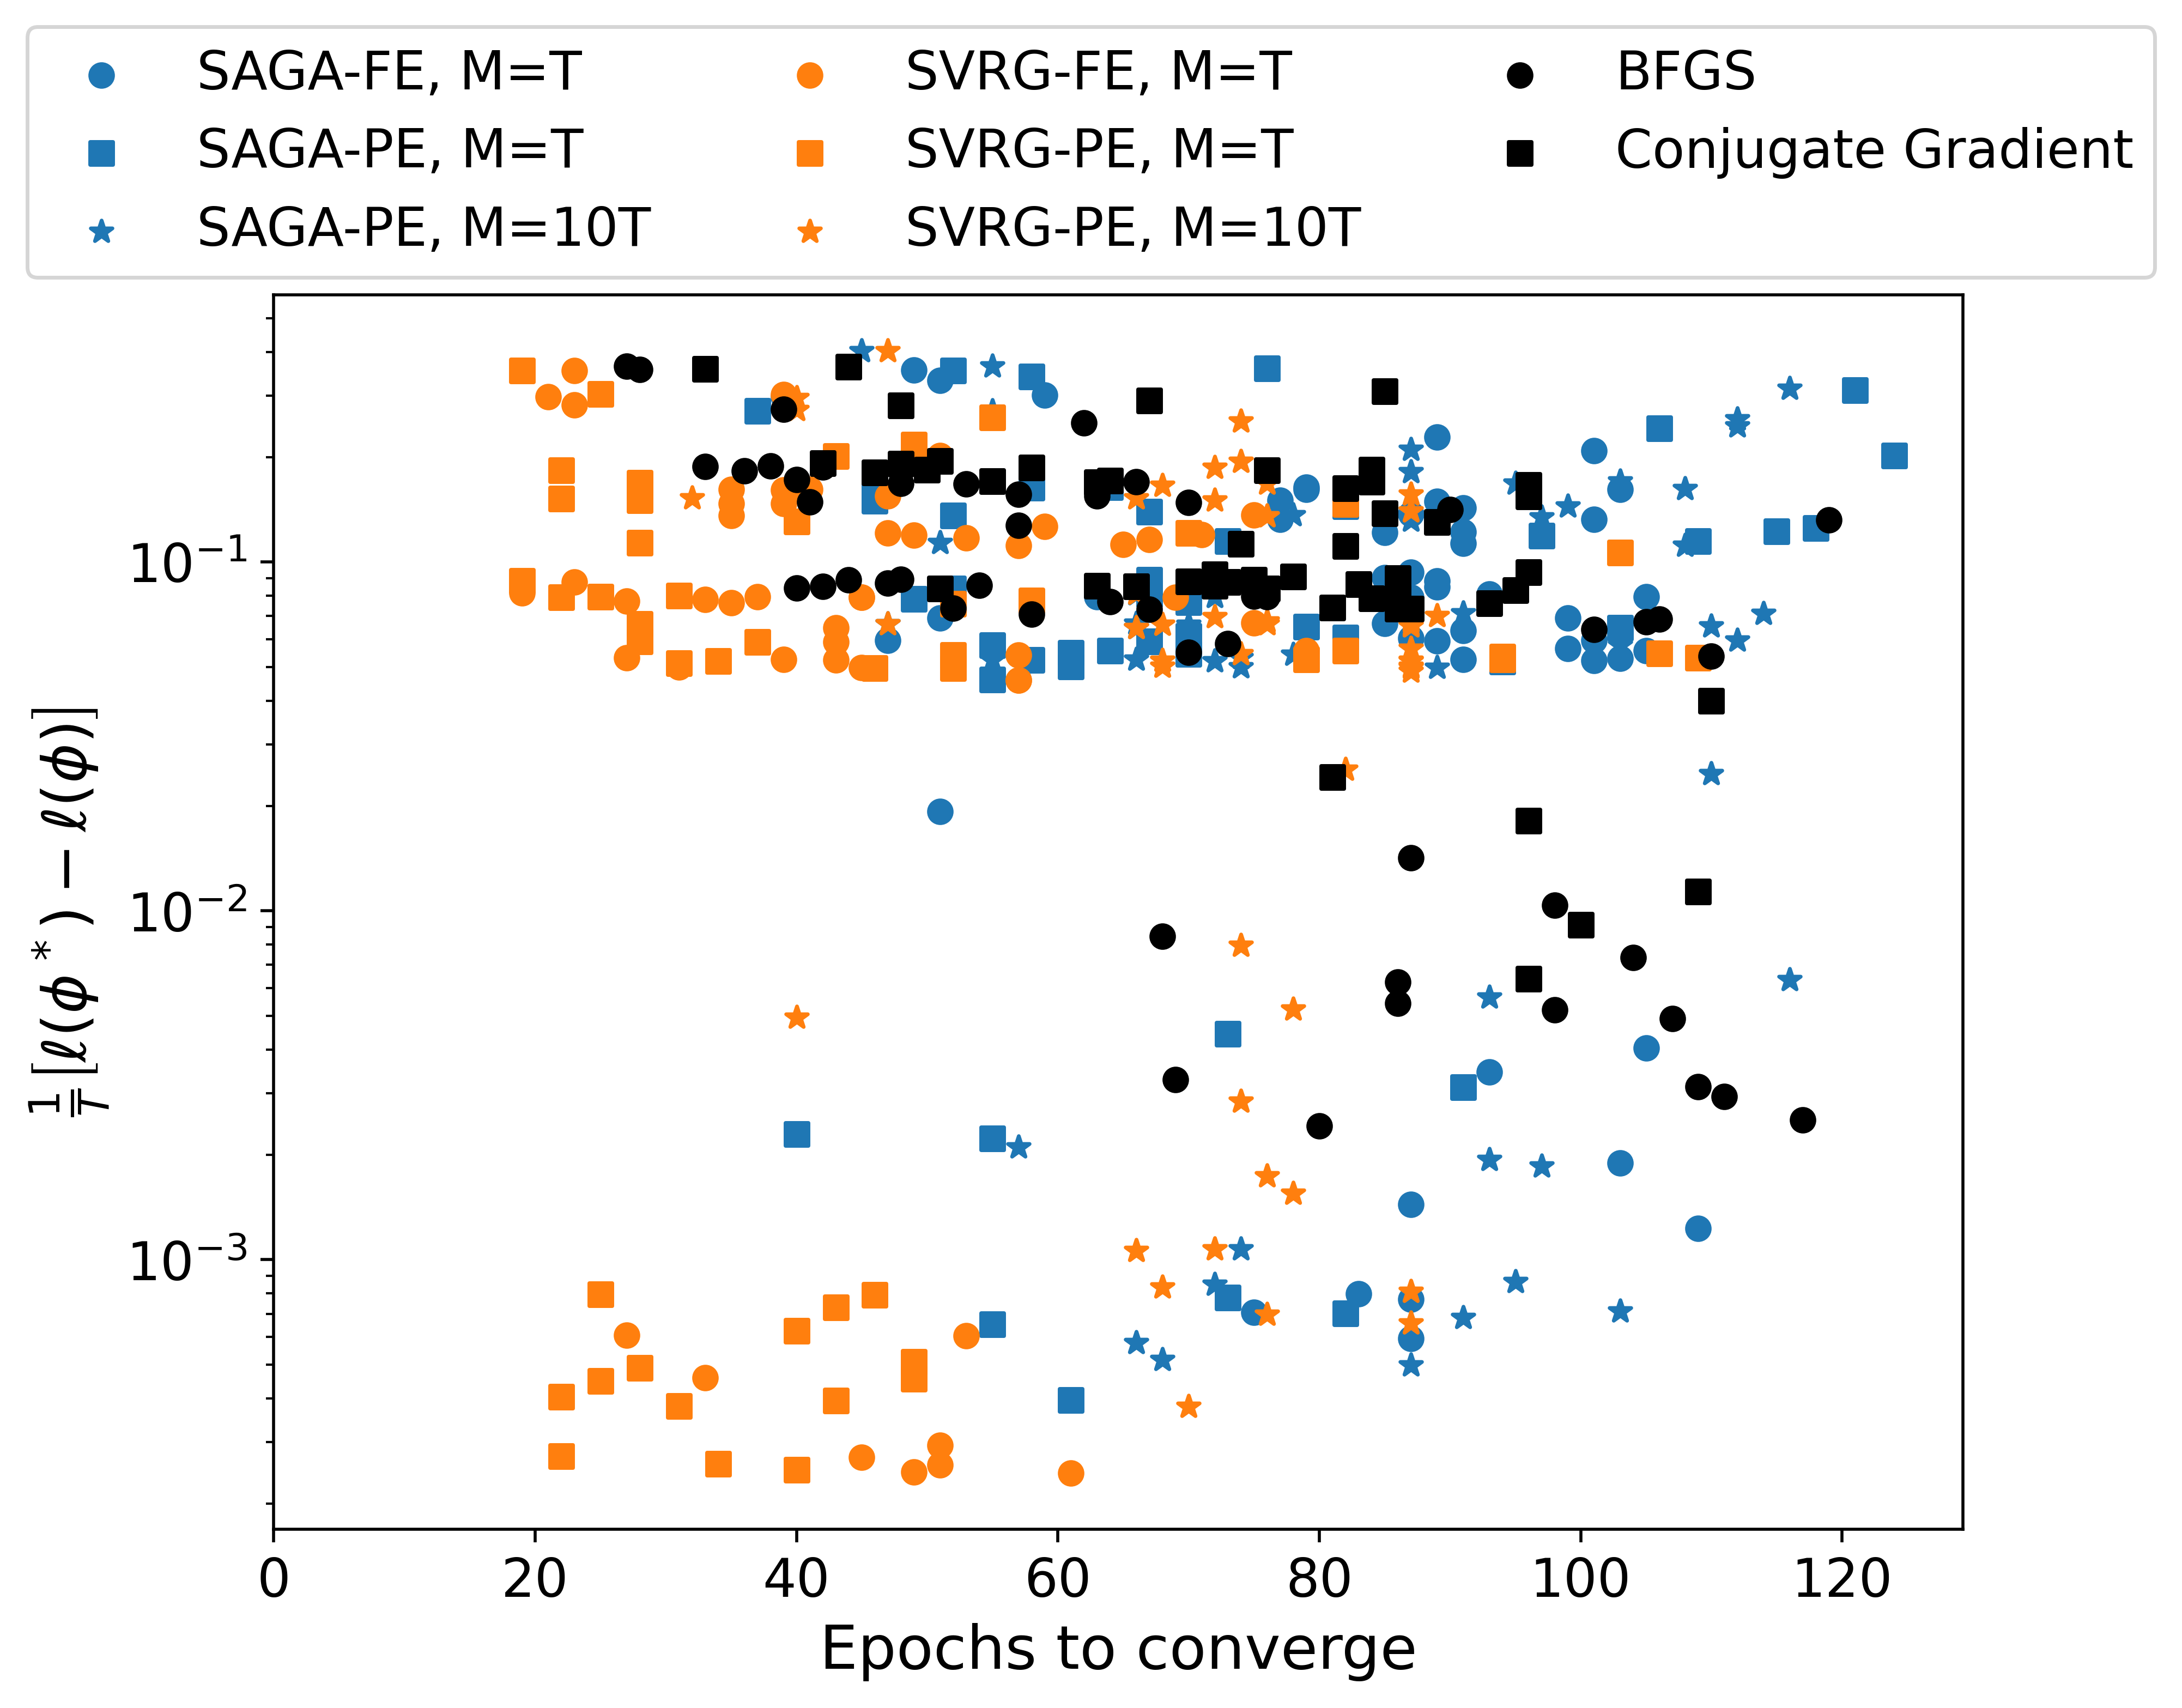 SAGA-FE, M=T
SAGA-PE, M=T
SAGA-PE, M=10T
SVRG-FE, M=T
SVRG-PE, M=T
SVRG-PE, M=10T
BFGS
Conjugate Gradient
10⁻¹
10⁻²
10⁻³
1/T [ℓ(ϕ*) − ℓ(ϕ)]
0 20 40 60 80 100 120
Epochs to converge